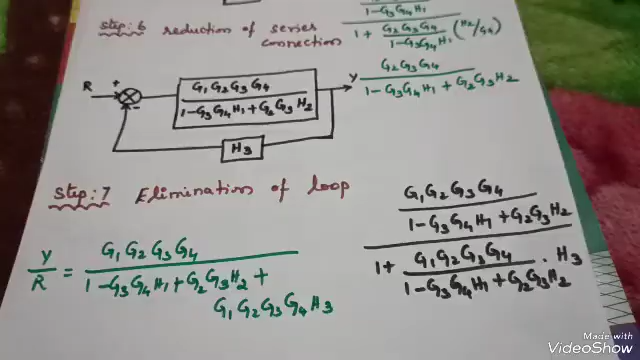 1-G3G4H1
Step: 6 reduction of series
connection
1 + G2G3G4 / 1-G3G4H1 (H2/G4)
G2G3G4
1-G3G4H1 + G2G3H2
R + - G1G2G3G4 Y
1-G3G4H1+G2G3H2
H3
Step: 7 Elimination of loop
G1G2G3G4
1-G3G4H1+G2G3H2
1+ G1G2G3G4 / 1-G3G4H1+G2G3H2 . H3
Y/R = G1G2G3G4
1-G3G4H1+G2G3H2 +
G1G2G3G4H3
Made with
VideoShow